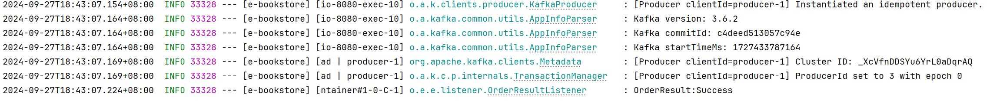 2024-09-27T18:43:07.154+08:00  INFO 33328 --- [e-bookstore] [io-8080-exec-10] o.a.k.clients.producer.KafkaProducer     : [Producer clientId=producer-1] Instantiated an idempotent producer.
2024-09-27T18:43:07.164+08:00  INFO 33328 --- [e-bookstore] [io-8080-exec-10] o.a.kafka.common.utils.AppInfoParser     : Kafka version: 3.6.2
2024-09-27T18:43:07.164+08:00  INFO 33328 --- [e-bookstore] [io-8080-exec-10] o.a.kafka.common.utils.AppInfoParser     : Kafka commitId: c4deed513057c94e
2024-09-27T18:43:07.164+08:00  INFO 33328 --- [e-bookstore] [io-8080-exec-10] o.a.kafka.common.utils.AppInfoParser     : Kafka startTimeMs: 1727433787164
2024-09-27T18:43:07.169+08:00  INFO 33328 --- [e-bookstore] [ad | producer-1] org.apache.kafka.clients.Metadata        : [Producer clientId=producer-1] Cluster ID: _XcVfnDDSYu6YrL0aDqrAQ
2024-09-27T18:43:07.169+08:00  INFO 33328 --- [e-bookstore] [ad | producer-1] o.a.k.c.p.internals.TransactionManager   : [Producer clientId=producer-1] ProducerId set to 3 with epoch 0
2024-09-27T18:43:07.224+08:00  INFO 33328 --- [e-bookstore] [ntainer#1-0-C-1] o.e.e.listener.OrderResultListener       : OrderResult:Success